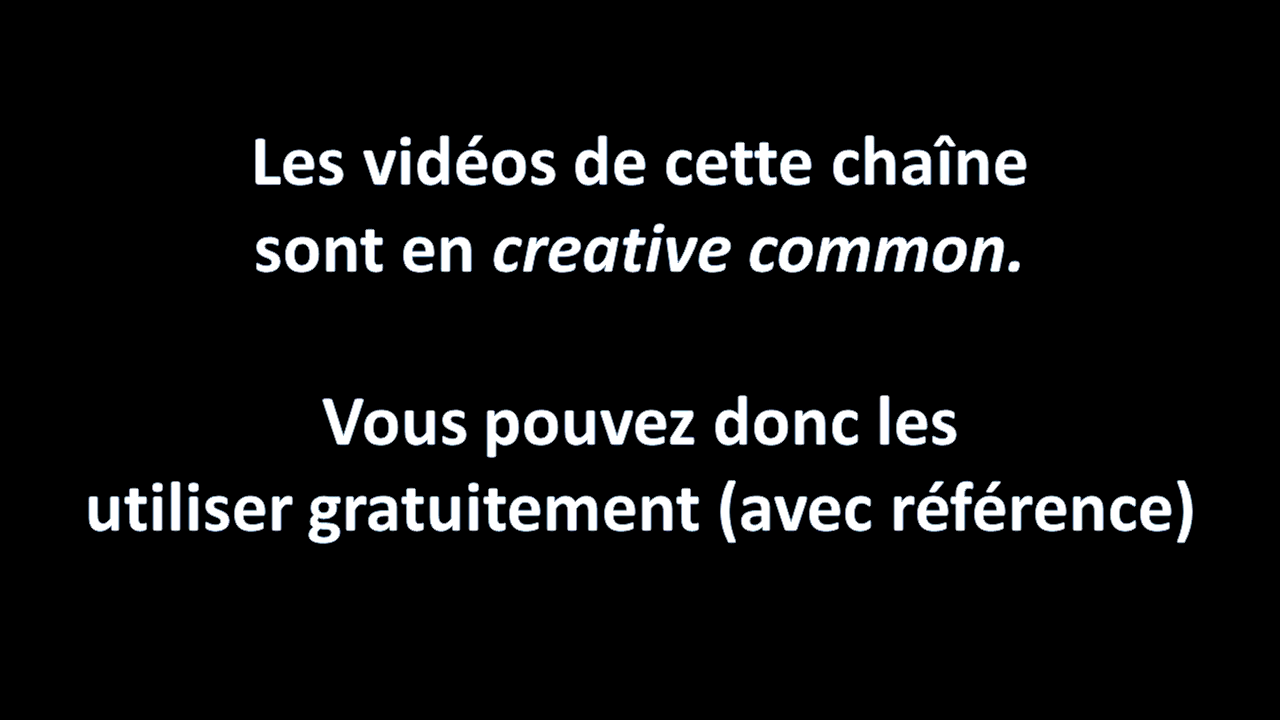 Les vidéos de cette chaîne
sont en creative common.
Vous pouvez donc les
utiliser gratuitement (avec référence)